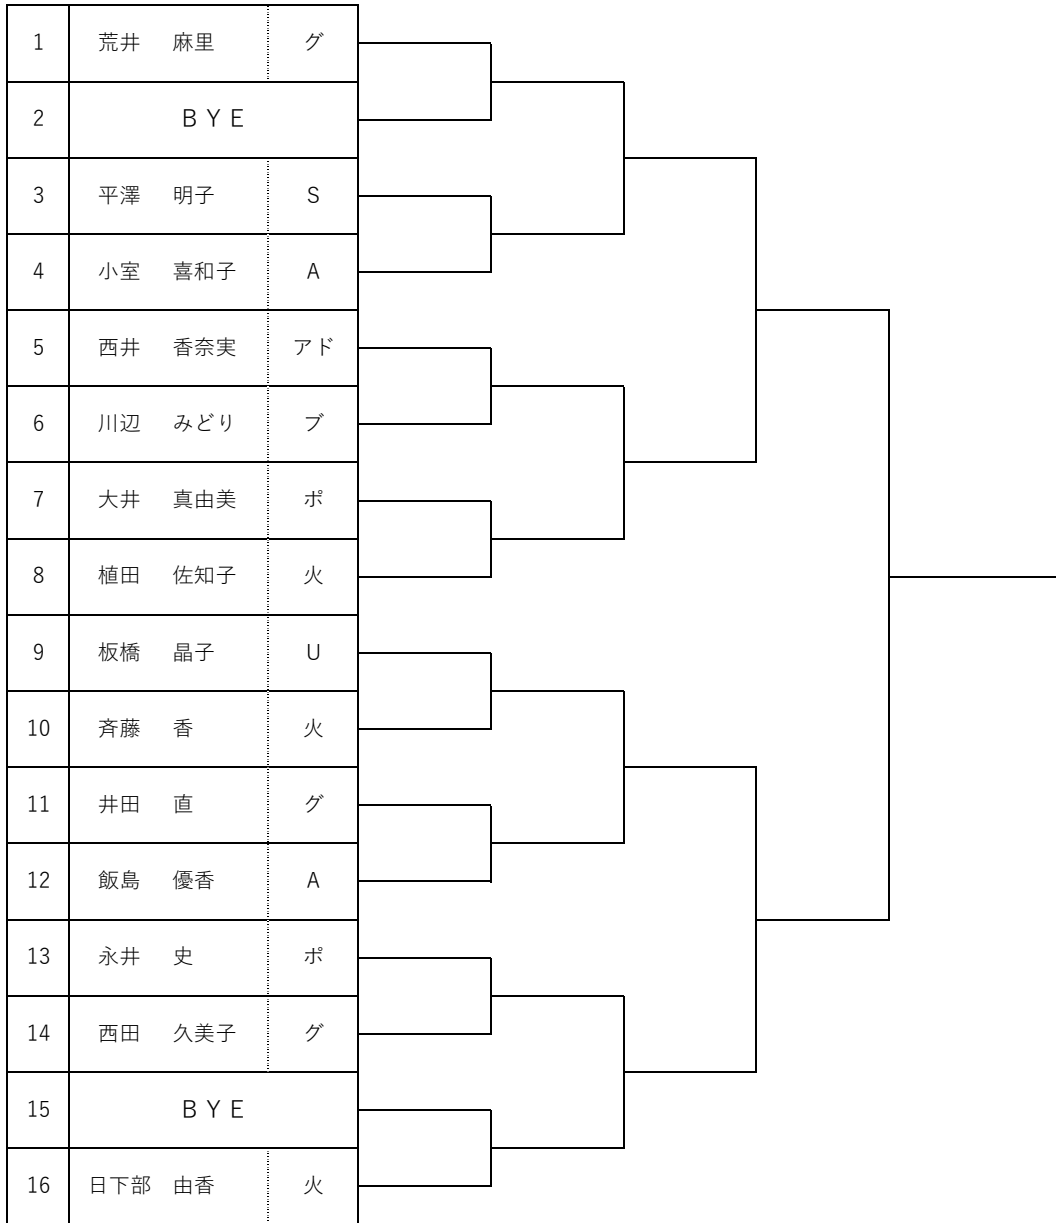 1 荒井 麻里 グ
2 ＢＹＥ
3 平澤 明子 S
4 小室 喜和子 A
5 西井 香奈実 アド
6 川辺 みどり ブ
7 大井 真由美 ポ
8 植田 佐知子 火
9 板橋 晶子 U
10 斉藤 香 火
11 井田 直 グ
12 飯島 優香 A
13 永井 史 ポ
14 西田 久美子 グ
15 ＢＹＥ
16 日下部 由香 火